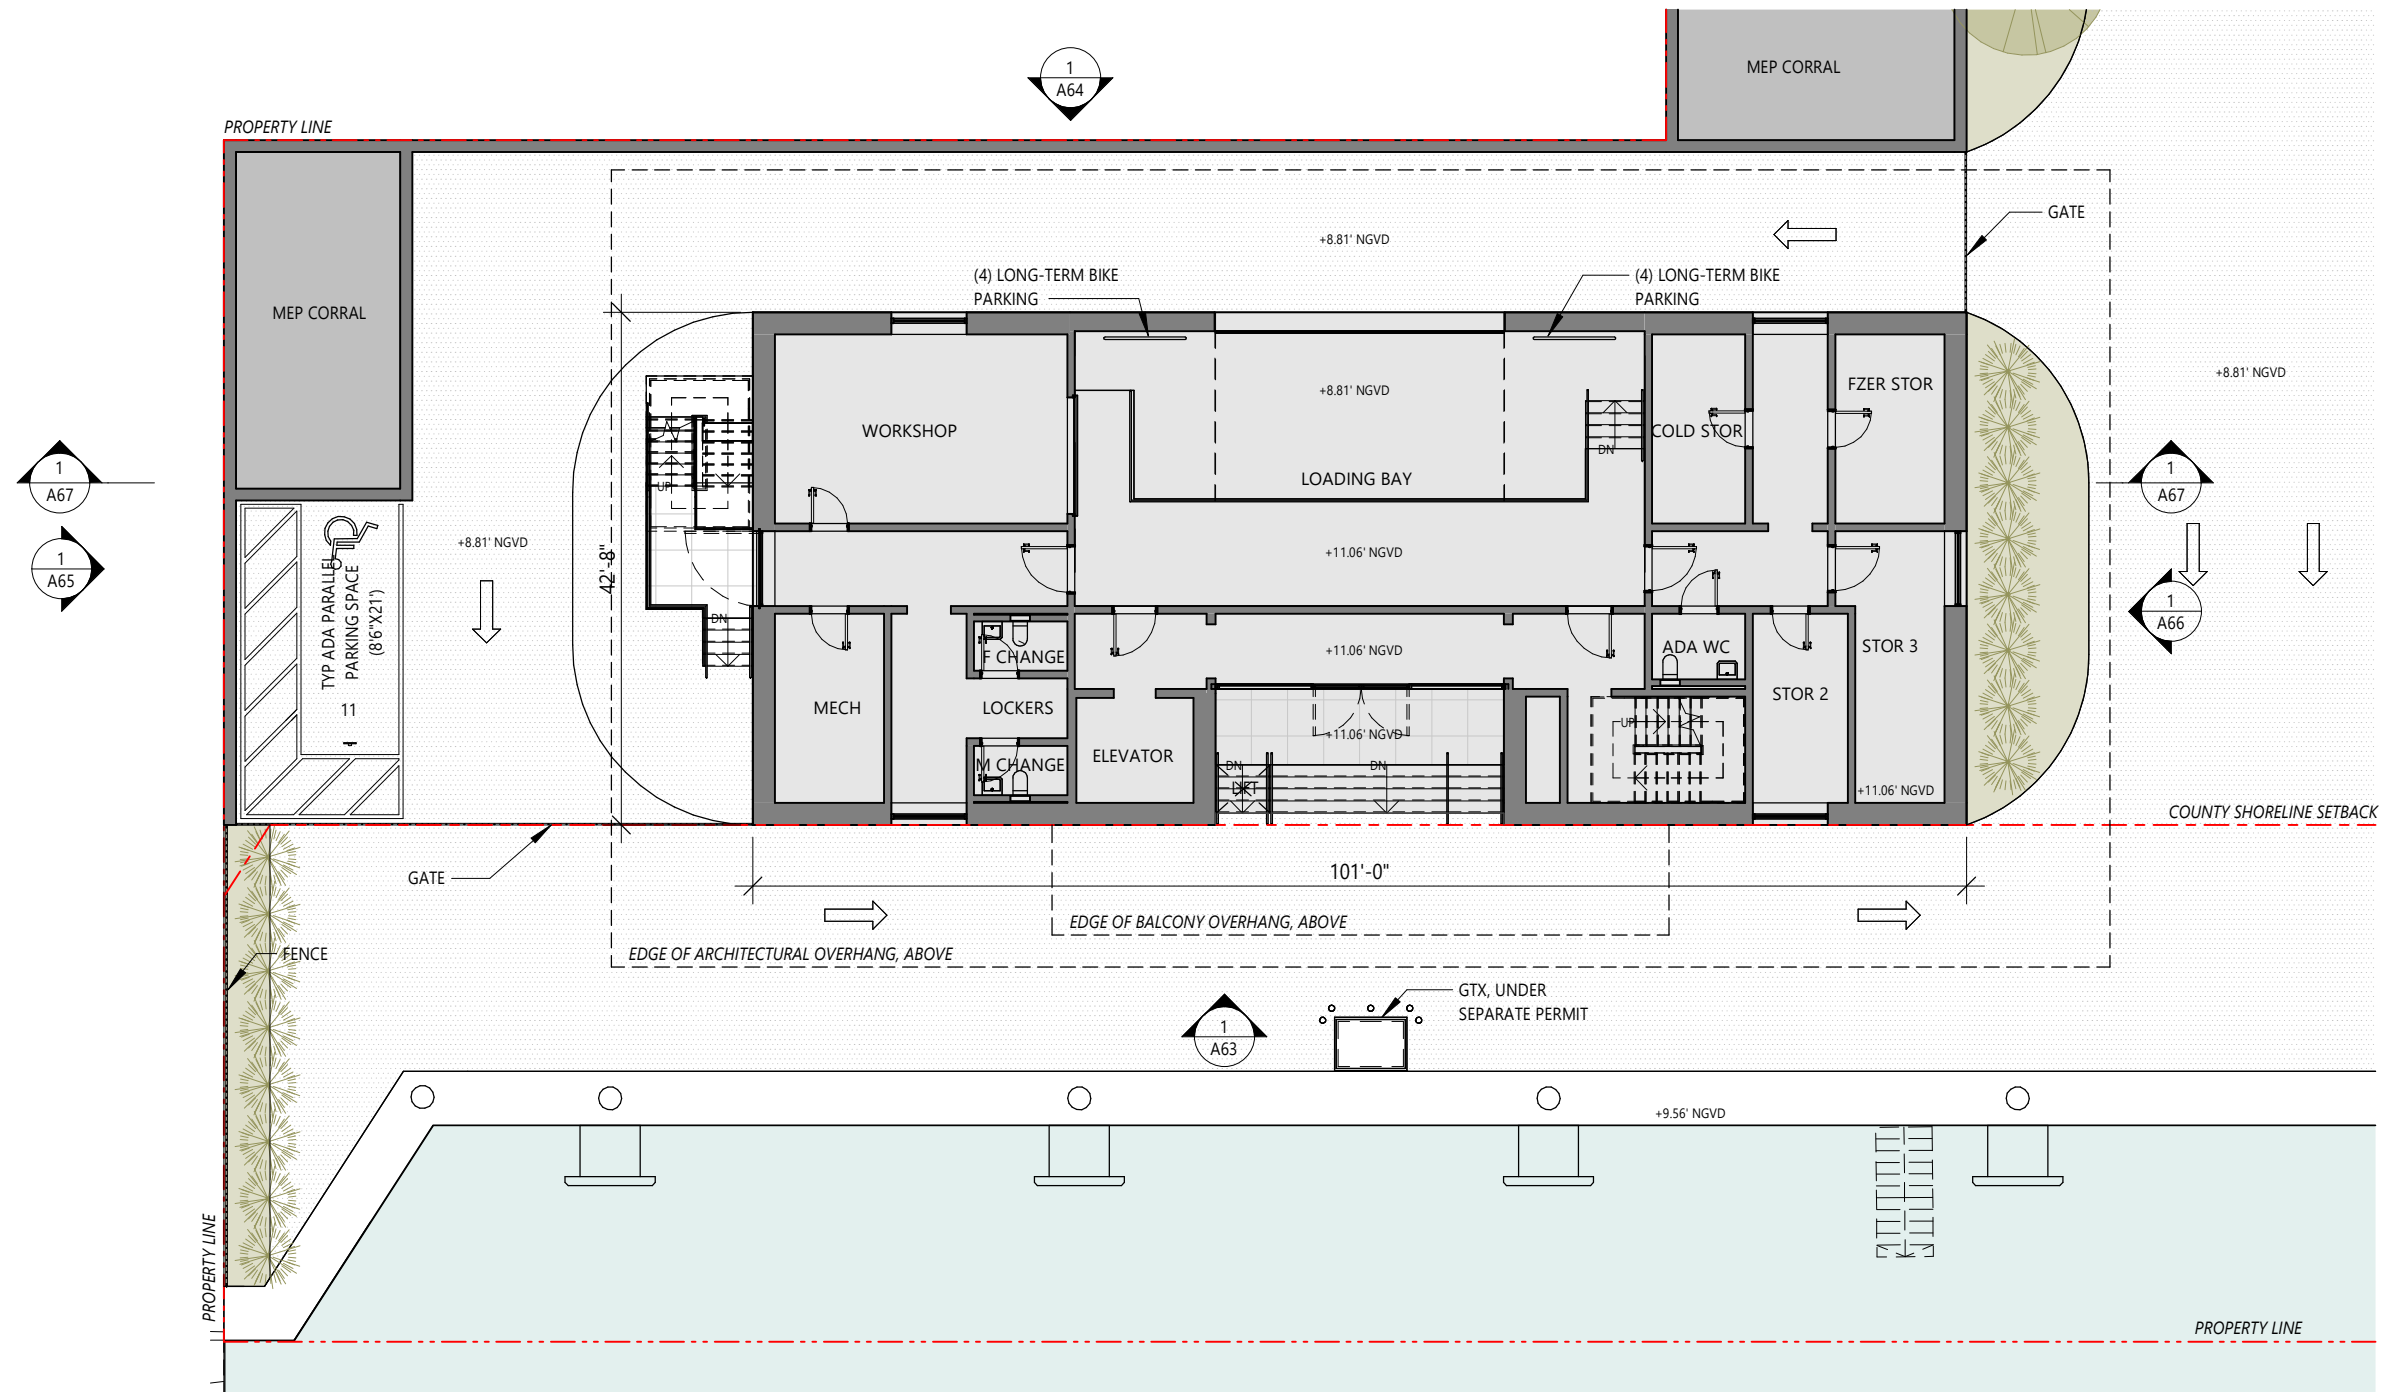 MEP CORRAL
1
A64
PROPERTY LINE
GATE
+8.81' NGVD
(4) LONG-TERM BIKE
PARKING
(4) LONG-TERM BIKE
PARKING
MEP CORRAL
+8.81' NGVD
+8.81' NGVD
FZER STOR
WORKSHOP
COLD STOR
DN
LOADING BAY
1
A67
1
A67
UP
+8.81' NGVD
42'-8"
+11.06' NGVD
1
A65
TYP ADA PARALLEL
PARKING SPACE
(8'6"X21')
11
1
A66
DN
F CHANGE
+11.06' NGVD
ADA WC
STOR 3
MECH
LOCKERS
STOR 2
UP
+11.06' NGVD
ELEVATOR
M CHANGE
DN
DN
LIFT
+11.06' NGVD
COUNTY SHORELINE SETBACK
GATE
101'-0"
EDGE OF BALCONY OVERHANG, ABOVE
EDGE OF ARCHITECTURAL OVERHANG, ABOVE
FENCE
GTX, UNDER
SEPARATE PERMIT
1
A63
+9.56' NGVD
PROPERTY LINE
PROPERTY LINE